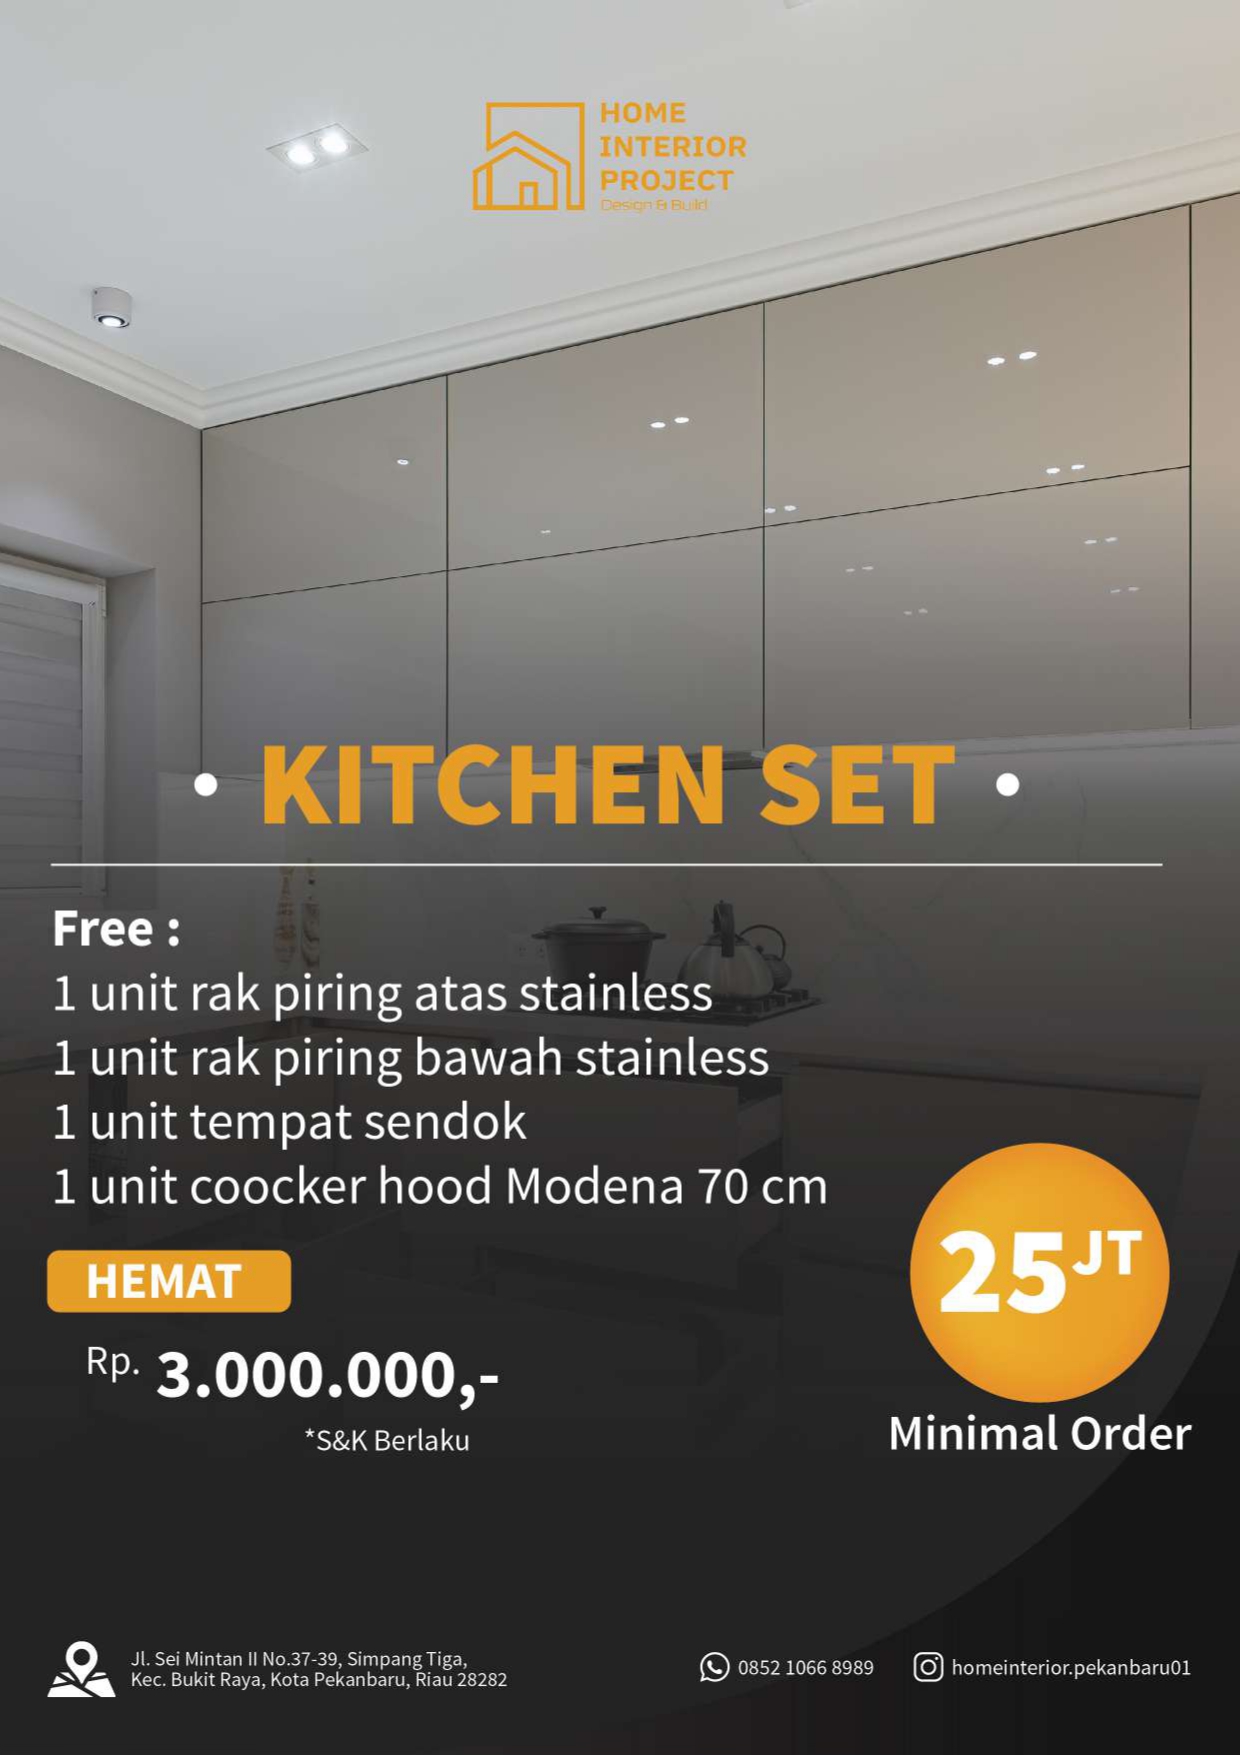 HOME
INTERIOR
PROJECT
Design & Build
• KITCHEN SET •
Free :
1 unit rak piring atas stainless
1 unit rak piring bawah stainless
1 unit tempat sendok
1 unit coocker hood Modena 70 cm
HEMAT
Rp. 3.000.000,-
*S&K Berlaku
25JT
Minimal Order
Jl. Sei Mintan II No.37-39, Simpang Tiga,
Kec. Bukit Raya, Kota Pekanbaru, Riau 28282
0852 1066 8989
homeinterior.pekanbaru01